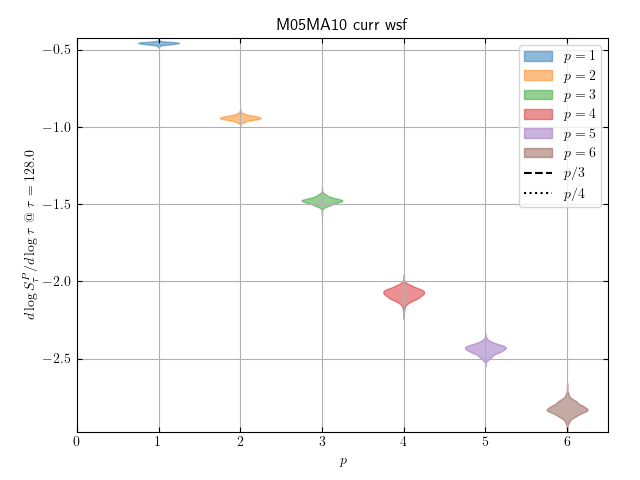 M05MA10 curr wsf
−0.5
−1.0
−1.5
−2.0
−2.5
d log S_τ^P / d log τ @ τ = 128.0
0 1 2 3 4 5 6
p
p = 1
p = 2
p = 3
p = 4
p = 5
p = 6
p/3
p/4